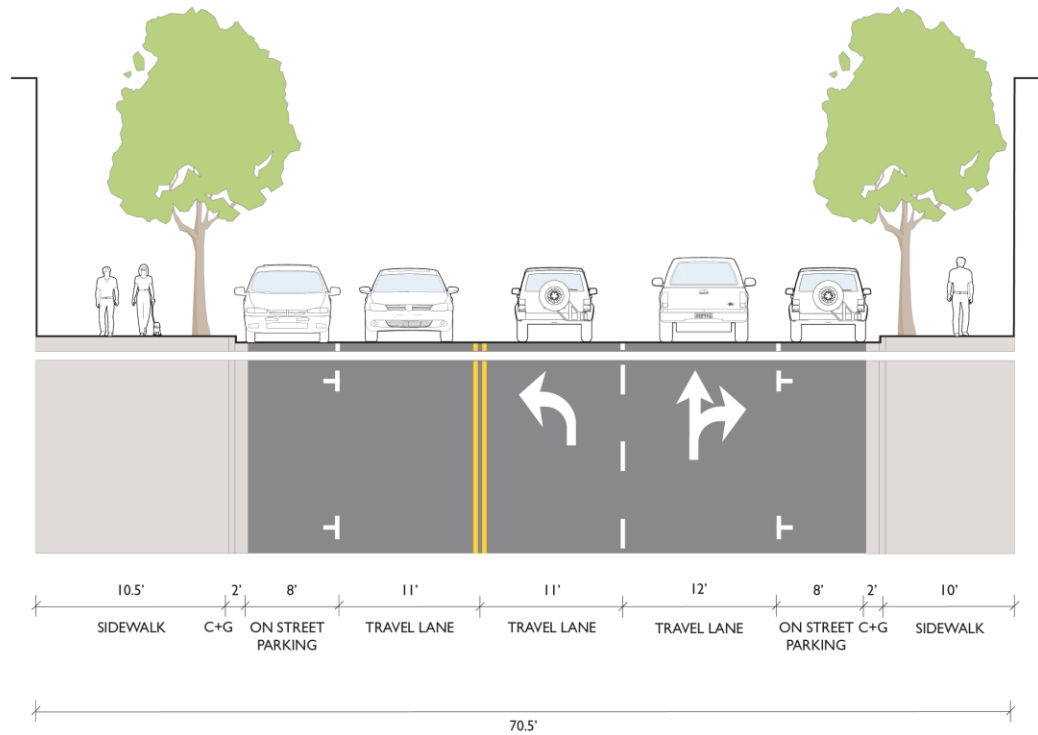 10.5’ 2’ 8’ 11’ 11’ 12’ 8’ 2’ 10’
SIDEWALK C+G ON STREET PARKING TRAVEL LANE TRAVEL LANE TRAVEL LANE ON STREET PARKING C+G SIDEWALK
70.5’